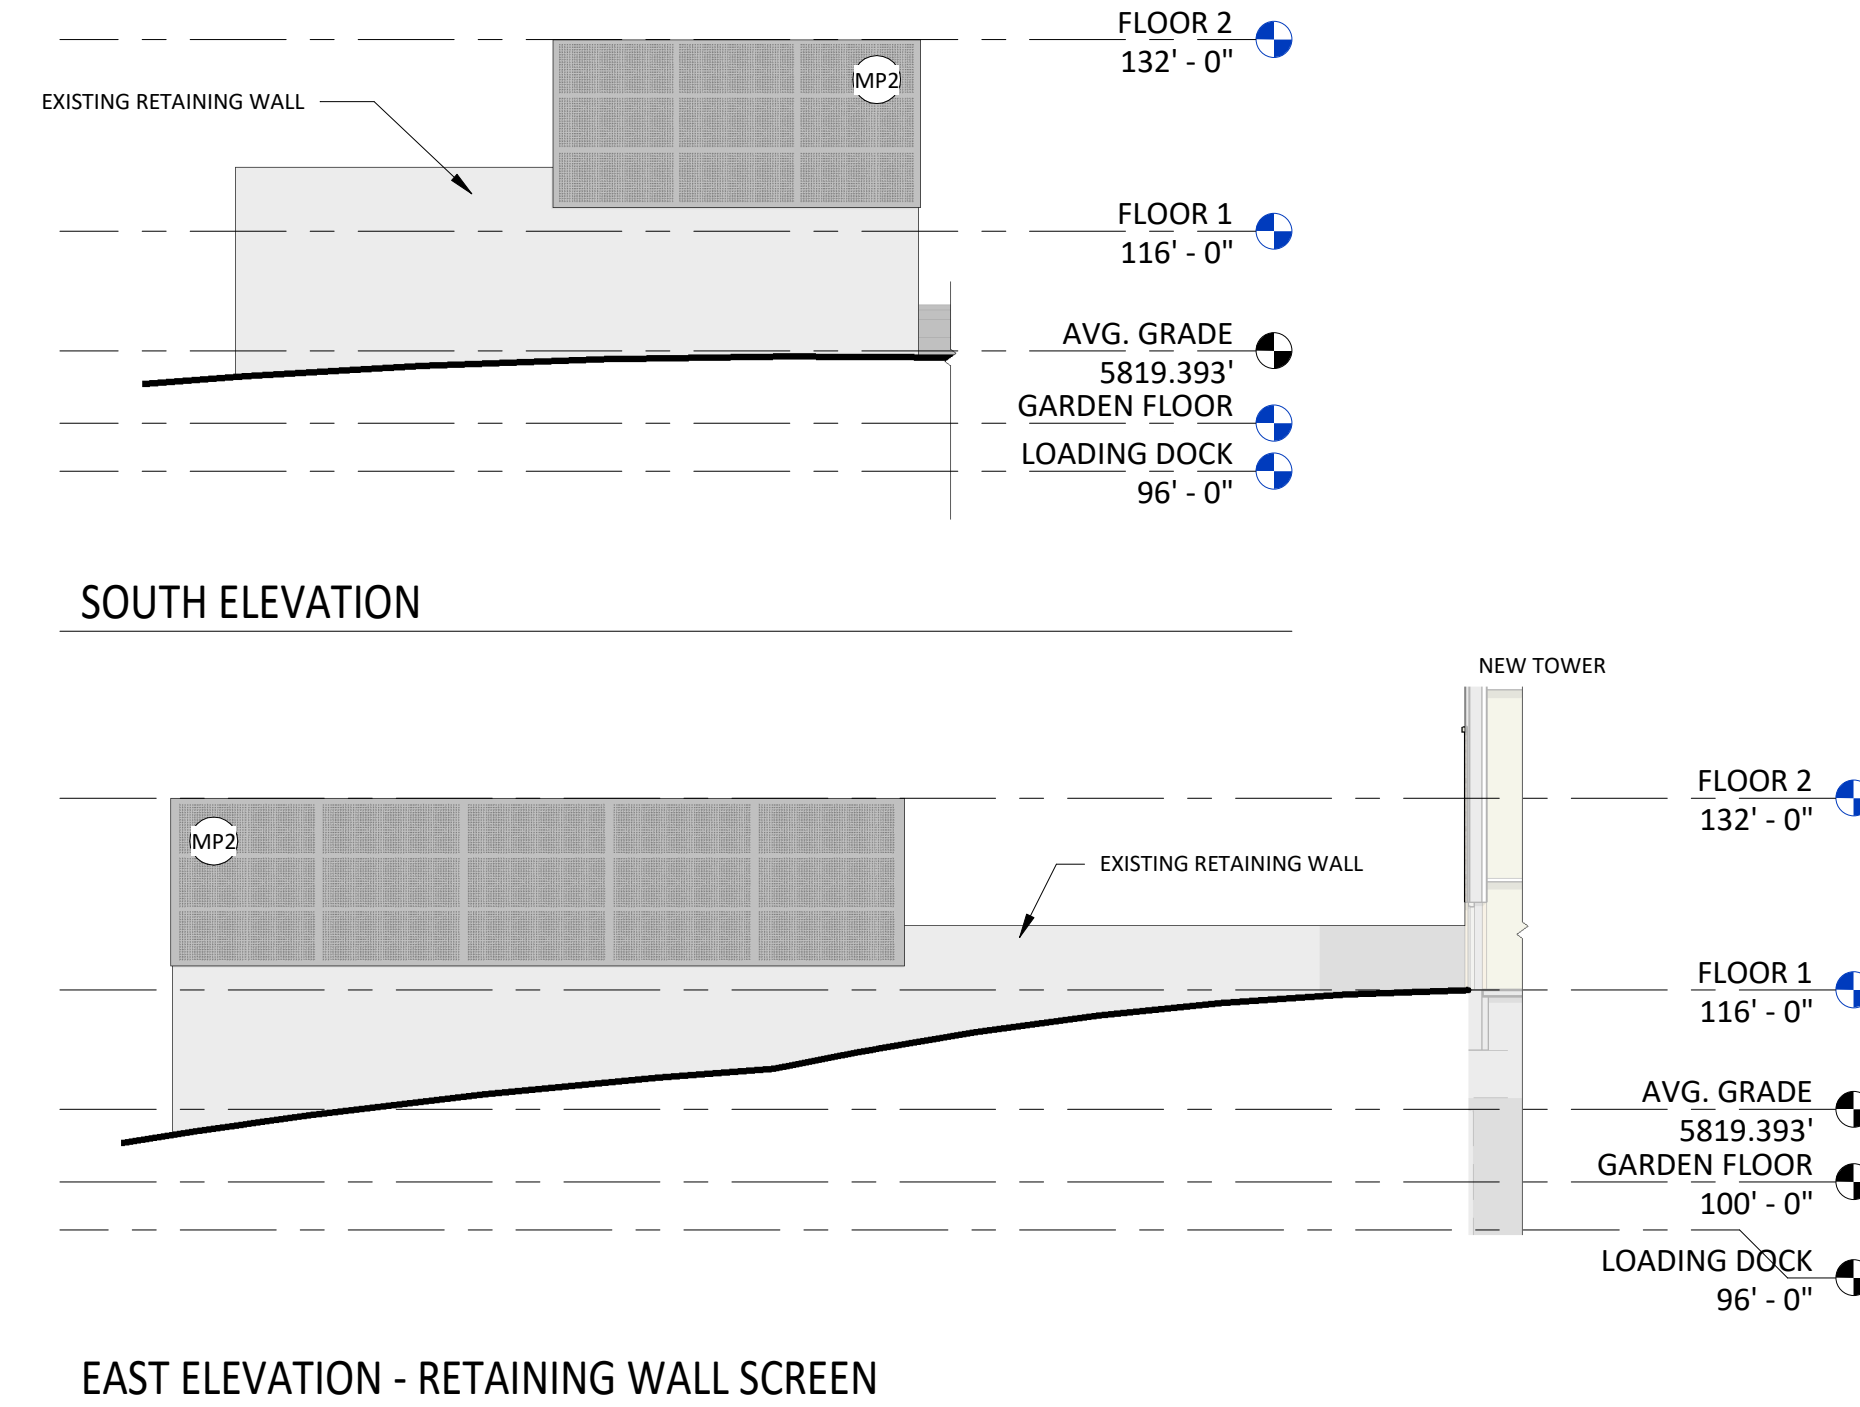 FLOOR 2
132' - 0"
MP2
EXISTING RETAINING WALL
FLOOR 1
116' - 0"
AVG. GRADE
5819.393'
GARDEN FLOOR
LOADING DOCK
96' - 0"
SOUTH ELEVATION
NEW TOWER
FLOOR 2
132' - 0"
MP2
EXISTING RETAINING WALL
FLOOR 1
116' - 0"
AVG. GRADE
5819.393'
GARDEN FLOOR
100' - 0"
LOADING DOCK
96' - 0"
EAST ELEVATION - RETAINING WALL SCREEN